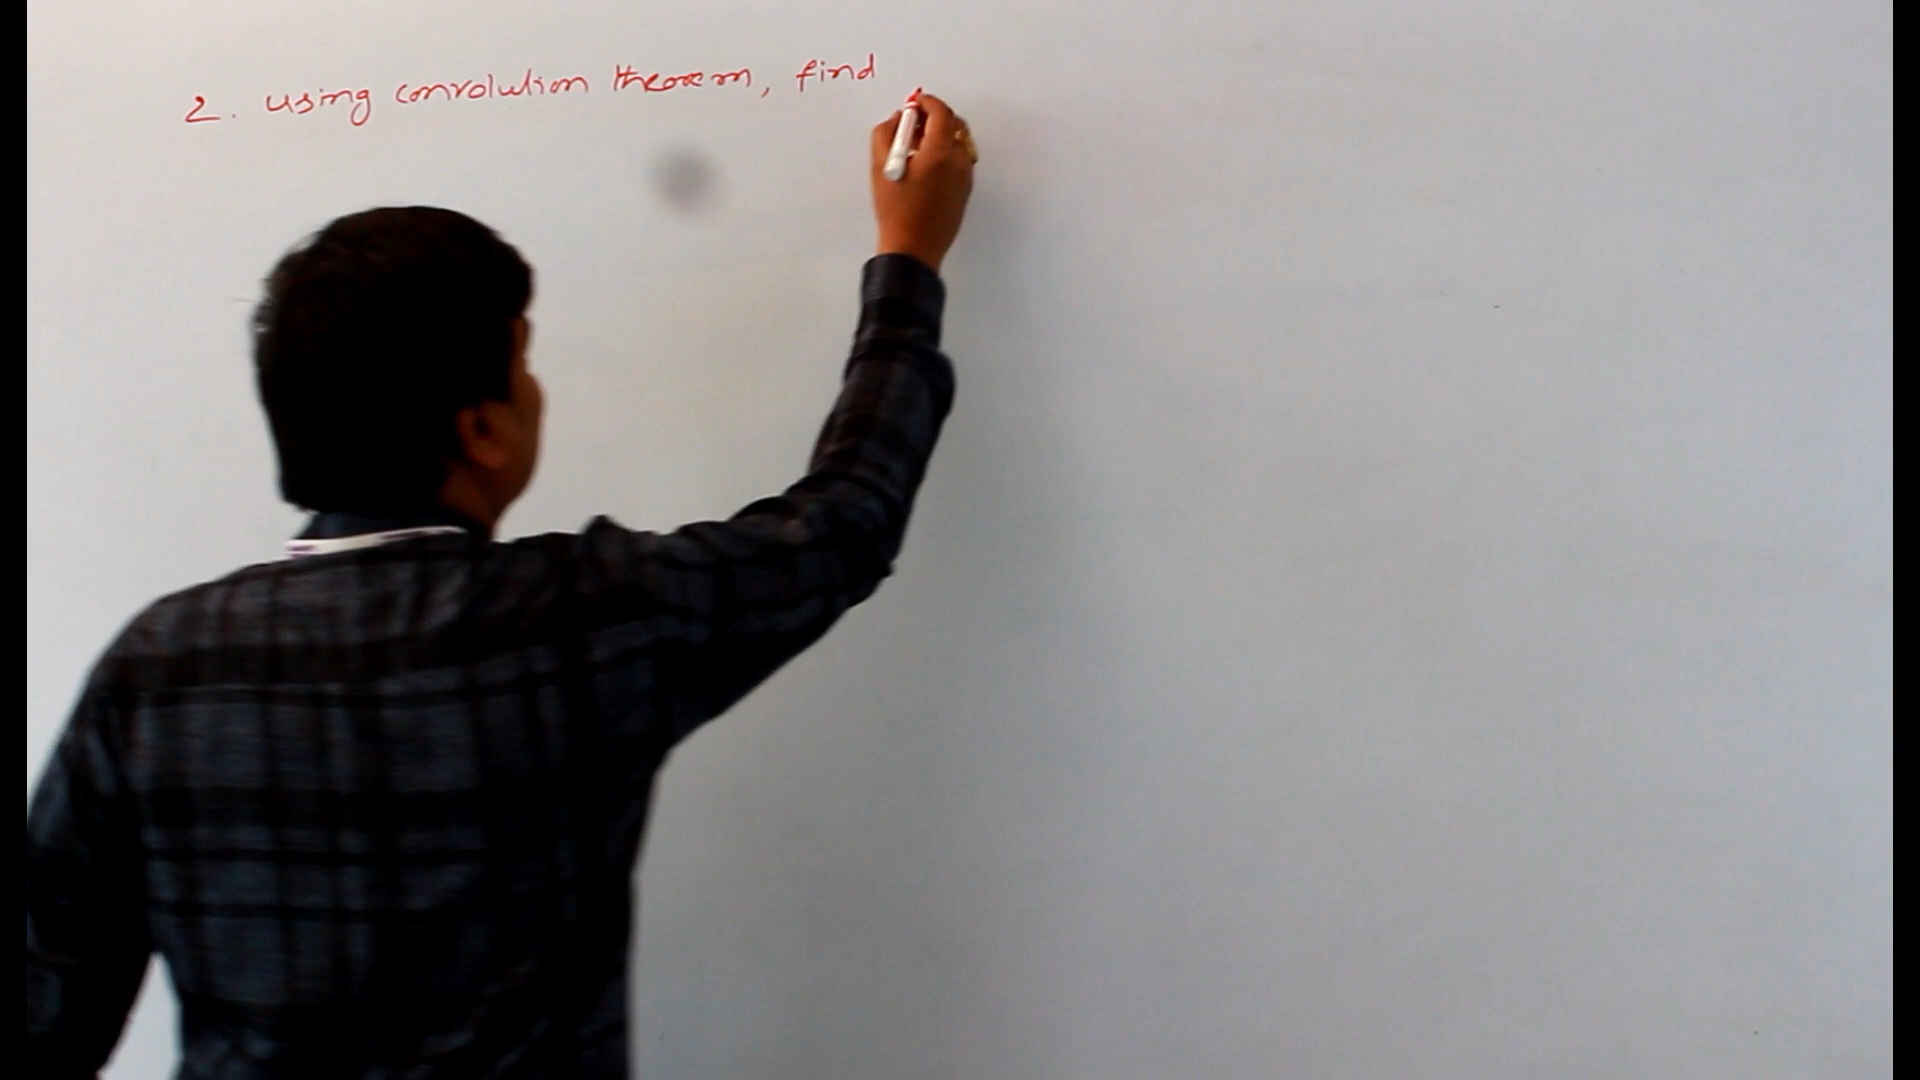 2. using convolution theorem, find